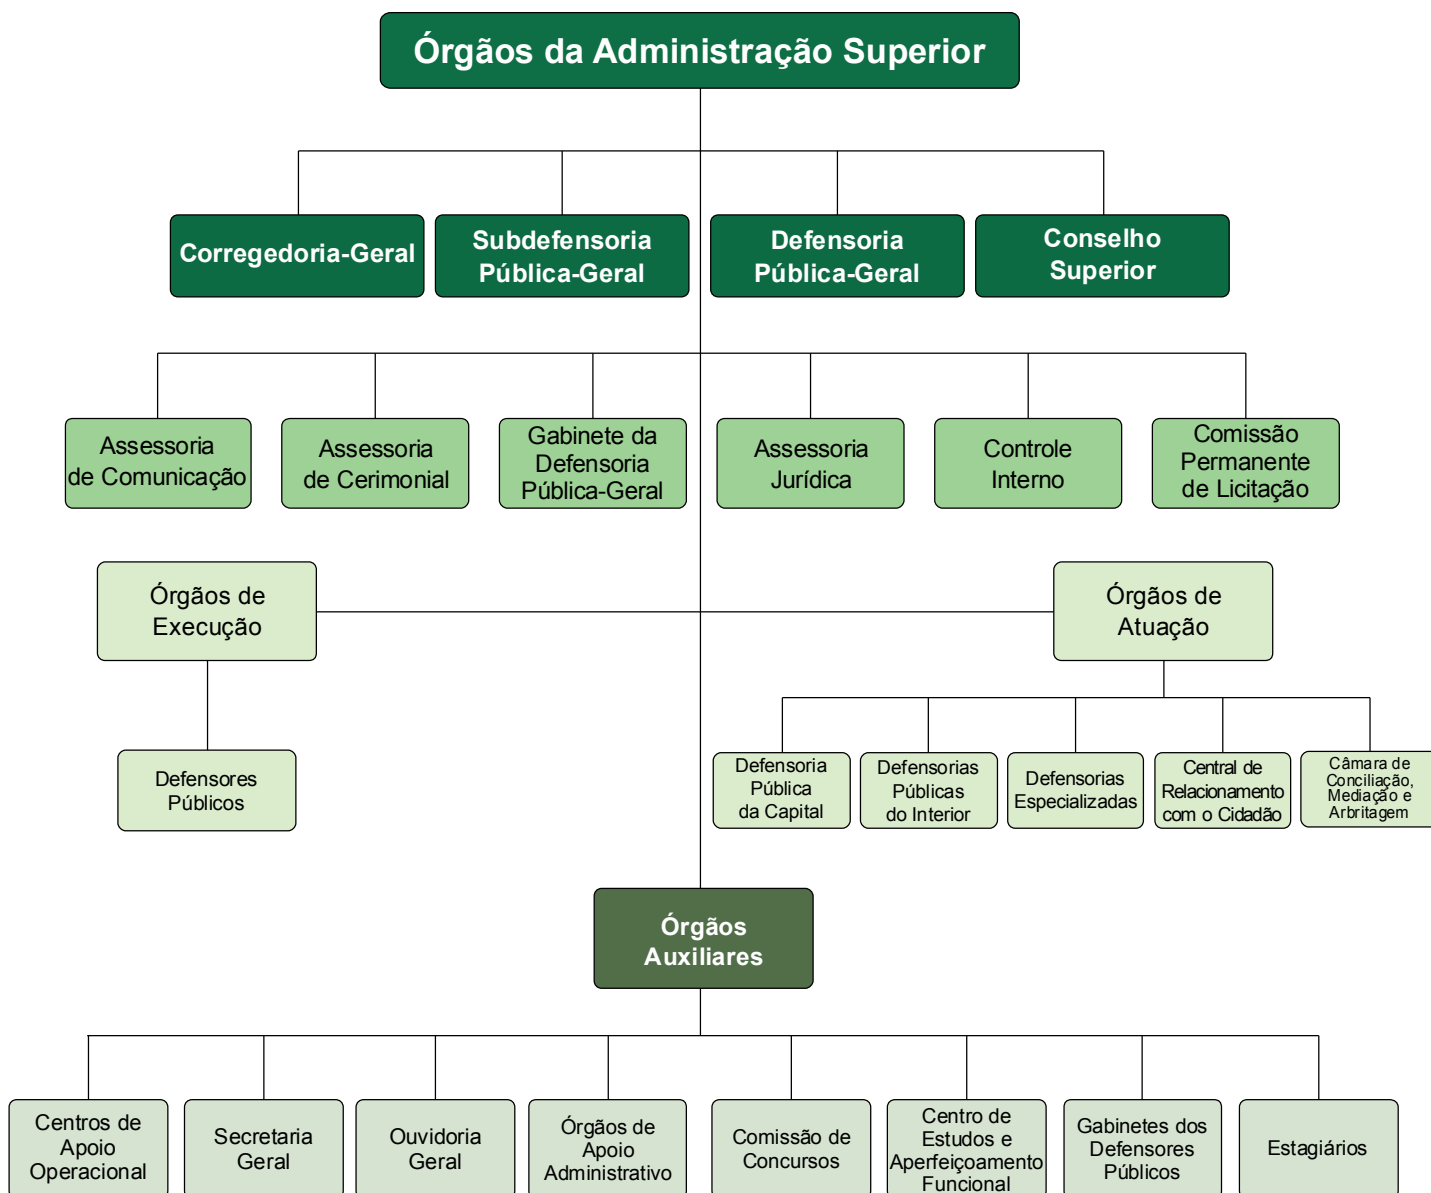 Órgãos da Administração Superior
Corregedoria-Geral
Subdefensoria
Pública-Geral
Defensoria
Pública-Geral
Conselho
Superior
Assessoria
de Comunicação
Assessoria
de Cerimonial
Gabinete da
Defensoria
Pública-Geral
Assessoria
Jurídica
Controle
Interno
Comissão
Permanente
de Licitação
Órgãos de
Execução
Órgãos de
Atuação
Defensores
Públicos
Defensoria
Pública
da Capital
Defensorias
Públicas
do Interior
Defensorias
Especializadas
Central de
Relacionamento
com o Cidadão
Câmara de
Conciliação,
Mediação e
Arbritagem
Órgãos
Auxiliares
Centros de
Apoio
Operacional
Secretaria
Geral
Ouvidoria
Geral
Órgãos de
Apoio
Administrativo
Comissão de
Concursos
Centro de
Estudos e
Aperfeiçoamento
Funcional
Gabinetes dos
Defensores
Públicos
Estagiários